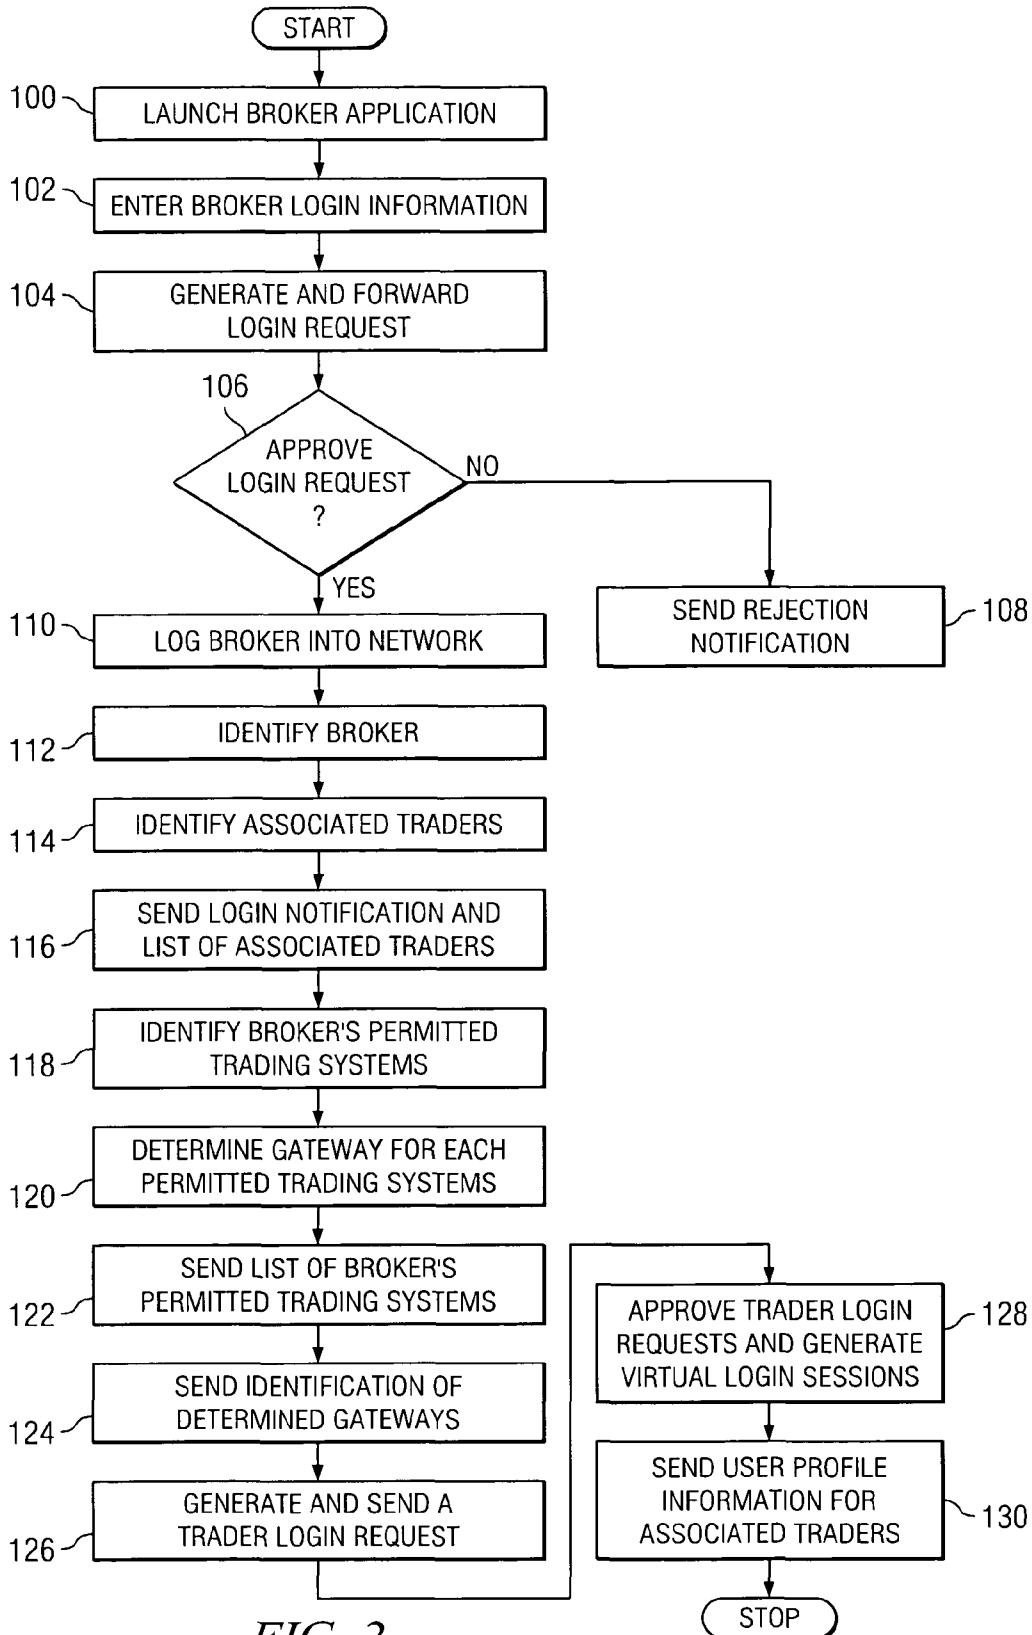 START
100
LAUNCH BROKER APPLICATION
102
ENTER BROKER LOGIN INFORMATION
104
GENERATE AND FORWARD
LOGIN REQUEST
106
APPROVE
LOGIN REQUEST
?
NO
YES
SEND REJECTION
NOTIFICATION
108
110
LOG BROKER INTO NETWORK
112
IDENTIFY BROKER
114
IDENTIFY ASSOCIATED TRADERS
116
SEND LOGIN NOTIFICATION AND
LIST OF ASSOCIATED TRADERS
118
IDENTIFY BROKER'S PERMITTED
TRADING SYSTEMS
120
DETERMINE GATEWAY FOR EACH
PERMITTED TRADING SYSTEMS
122
SEND LIST OF BROKER'S
PERMITTED TRADING SYSTEMS
124
SEND IDENTIFICATION OF
DETERMINED GATEWAYS
126
GENERATE AND SEND A
TRADER LOGIN REQUEST
APPROVE TRADER LOGIN
REQUESTS AND GENERATE
VIRTUAL LOGIN SESSIONS
128
SEND USER PROFILE
INFORMATION FOR
ASSOCIATED TRADERS
130
STOP
FIG.